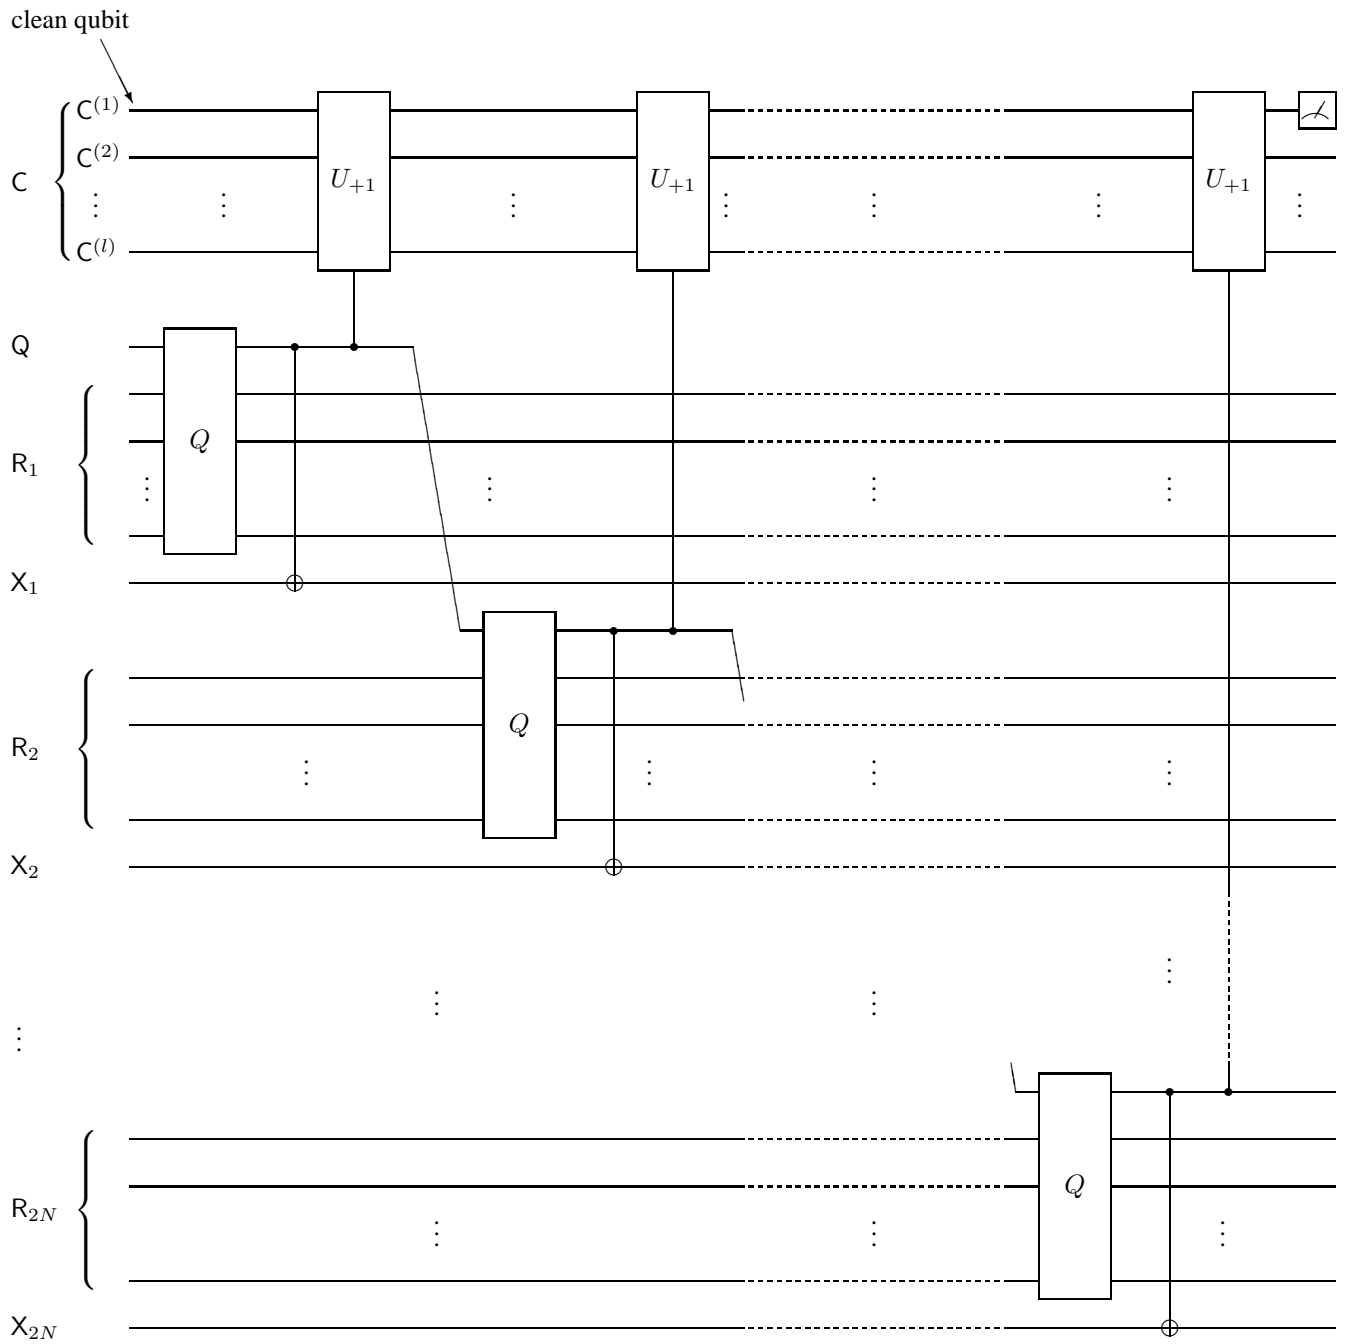 clean qubit
C⁽¹⁾
C⁽²⁾
C
U₊₁ U₊₁ U₊₁
⋮ ⋮ ⋮ ⋮ ⋮ ⋮ ⋮
C⁽ˡ⁾
Q
Q
R₁
⋮ ⋮ ⋮ ⋮
X₁
Q
R₂
⋮ ⋮ ⋮ ⋮
X₂
⋮
⋮ ⋮
⋮
Q
R₂N
⋮ ⋮ ⋮
X₂N